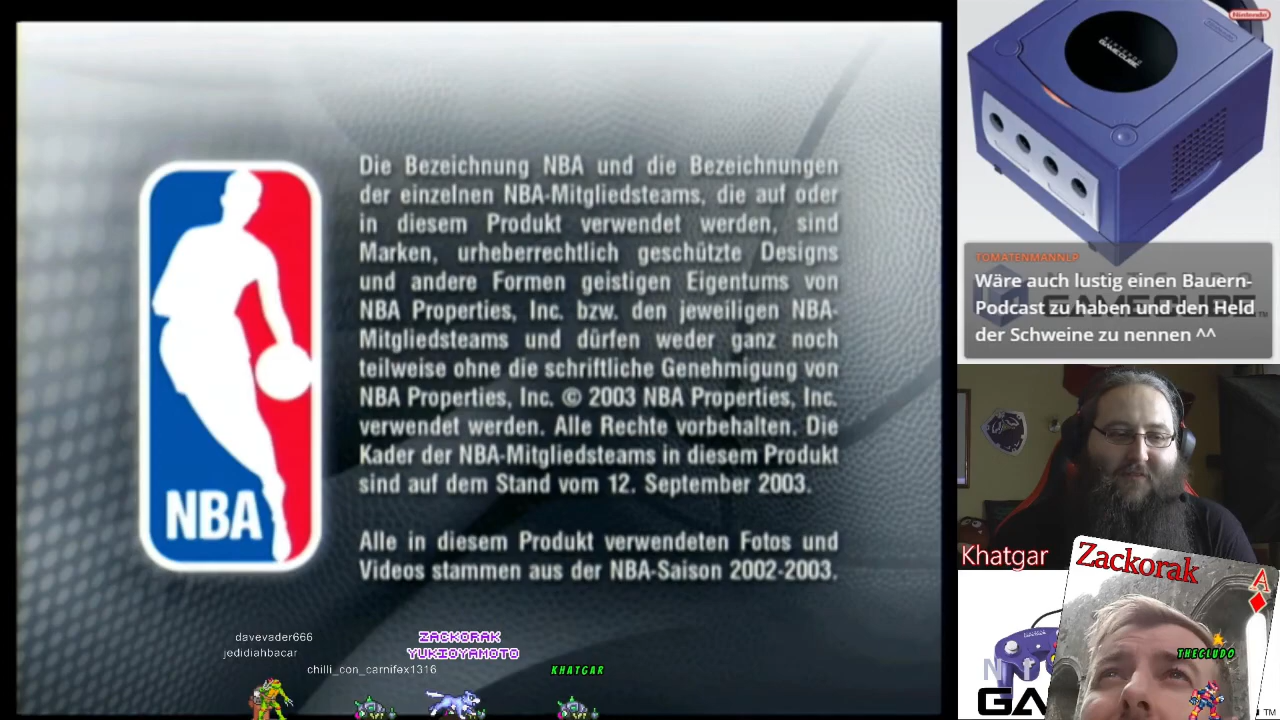 Die Bezeichnung NBA und die Bezeichnungen
der einzelnen NBA-Mitgliedsteams, die auf oder
in diesem Produkt verwendet werden, sind
Marken, urheberrechtlich geschützte Designs
und andere Formen geistigen Eigentums von
NBA Properties, Inc. bzw. den jeweiligen NBA-
Mitgliedsteams und dürfen weder ganz noch
teilweise ohne die schriftliche Genehmigung von
NBA Properties, Inc. © 2003 NBA Properties, Inc.
verwendet werden. Alle Rechte vorbehalten. Die
Kader der NBA-Mitgliedsteams in diesem Produkt
sind auf dem Stand vom 12. September 2003.
Alle in diesem Produkt verwendeten Fotos und
Videos stammen aus der NBA-Saison 2002-2003.
NBA
davevader666
jedidiahbacar
chilli_con_carnifex1316
ZACKORAK
YUKIOYAMOTO
KHATGAR
Nintendo
NINTENDO
GAMECUBE
TOMATENMANNLP
Wäre auch lustig einen Bauern-
Podcast zu haben und den Held
der Schweine zu nennen ^^
Khatgar
Zackorak
A
THECLUDO
GA
TM